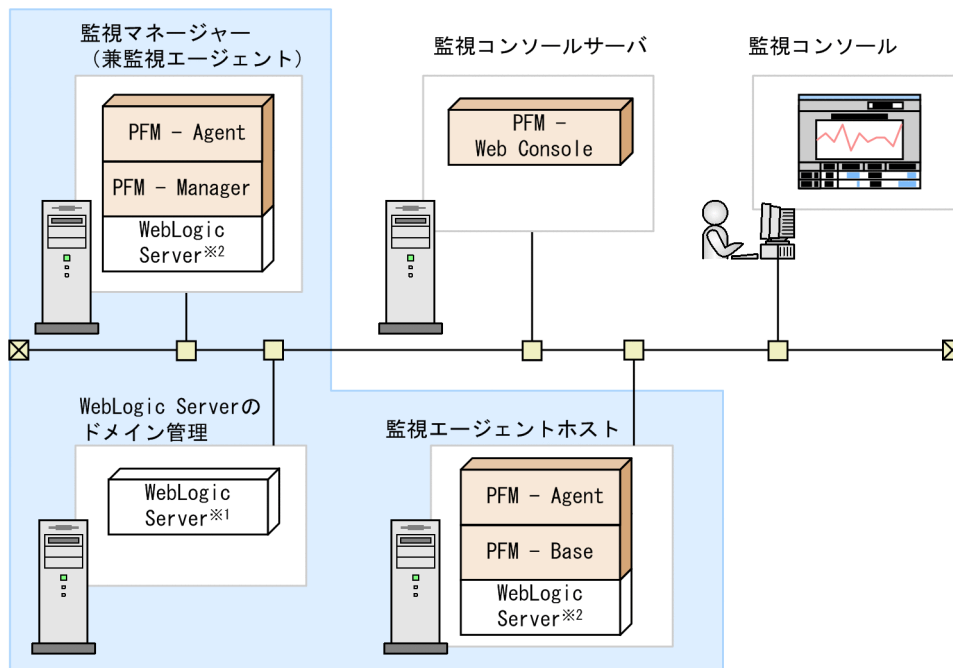 監視マネージャー
（兼監視エージェント）
PFM － Agent
PFM － Manager
WebLogic
Server※2
監視コンソールサーバ
PFM －
Web Console
監視コンソール
WebLogic Serverの
ドメイン管理
WebLogic
Server※1
監視エージェントホスト
PFM － Agent
PFM － Base
WebLogic
Server※2